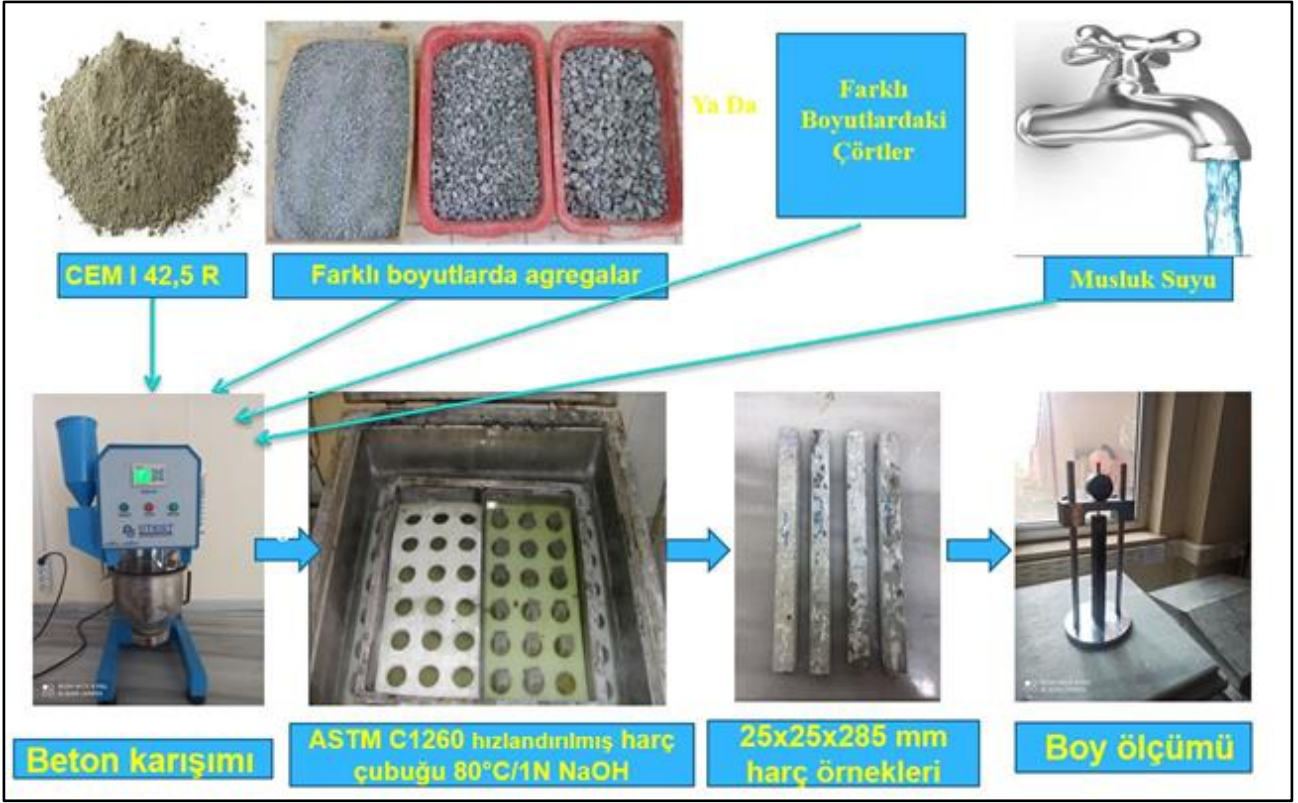 Ya Da
Farklı
Boyutlardaki
Çörtler
CEM I 42,5 R
Farklı boyutlarda agregalar
Musluk Suyu
UTEST
Beton karışımı
ASTM C1260 hızlandırılmış harç
çubuğu 80°C/1N NaOH
25x25x285 mm
harç örnekleri
Boy ölçümü